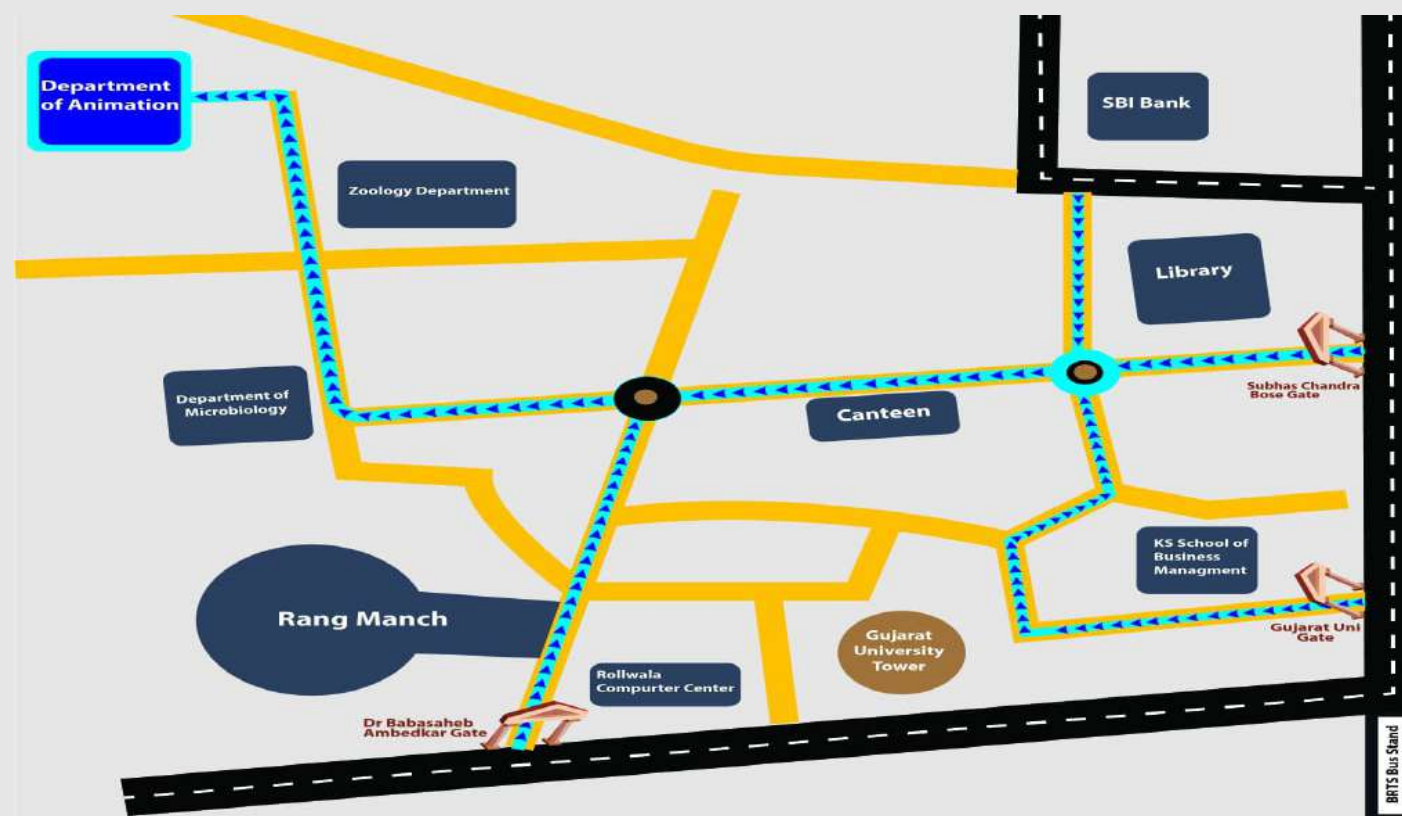 Department
of Animation
SBI Bank
Zoology Department
Library
Subhas Chandra
Bose Gate
Department of
Microbiology
Canteen
KS School of
Business
Managment
Rang Manch
Gujarat
University
Tower
Gujarat Uni
Gate
Rollwala
Compurter Center
Dr Babasaheb
Ambedkar Gate
BRTS Bus Stand